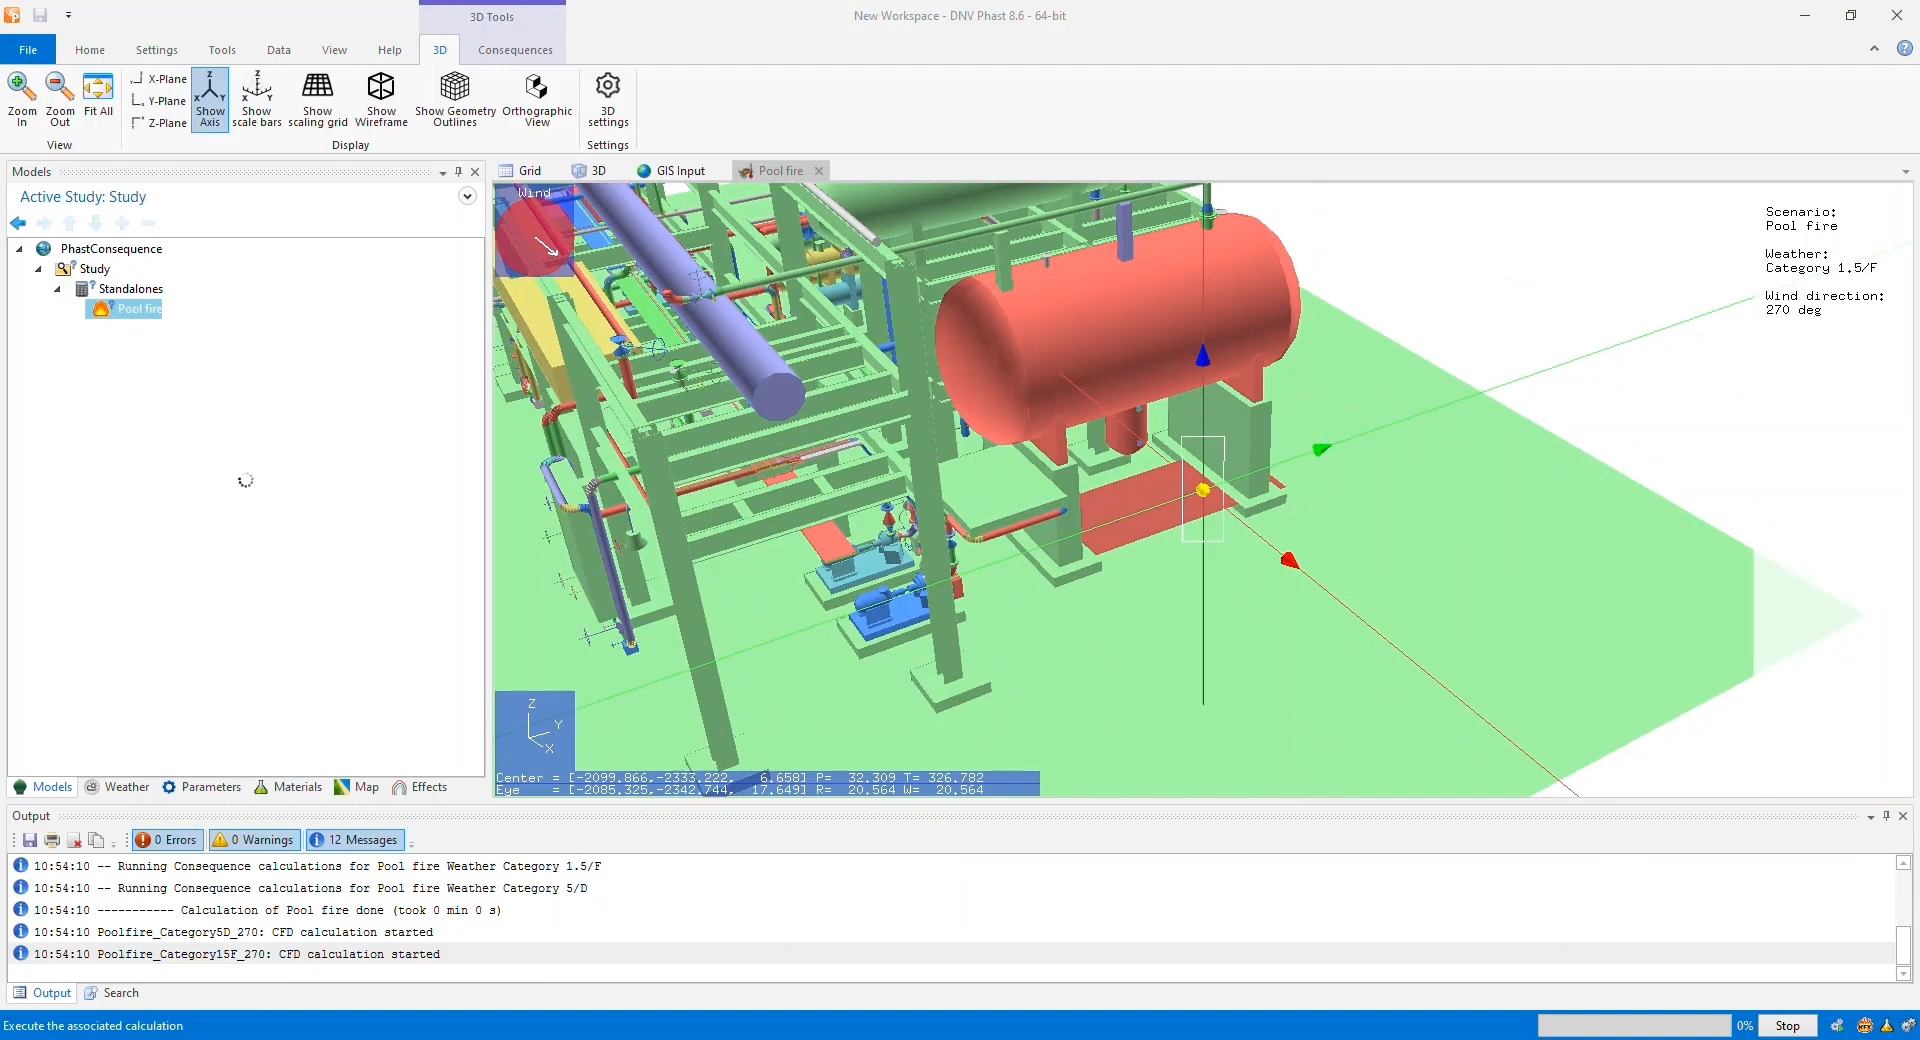 3D Tools
New Workspace - DNV Phast 8.6 - 64-bit
File Home Settings Tools Data View Help 3D Consequences
Zoom In
Zoom Out
Fit All
X-Plane
Y-Plane
Z-Plane
Show Axis
Show scale bars
Show scaling grid
Show Wireframe
Show Geometry Outlines
Orthographic View
3D settings
View Display Settings
Models
Active Study: Study
PhastConsequence
Study
Standalones
Pool fire
Models Weather Parameters Materials Map Effects
Grid 3D GIS Input Pool fire
Wind
Scenario:
Pool fire
Weather:
Category 1.5/F
Wind direction:
270 deg
Z
Y
X
Center = [-2099.866,-2333.222, 6.658] P= 32.309 T= 326.782
Eye = [-2085.325,-2342.744, 17.649] R= 20.564 W= 20.564
Output
0 Errors 0 Warnings 12 Messages
10:54:10 -- Running Consequence calculations for Pool fire Weather Category 1.5/F
10:54:10 -- Running Consequence calculations for Pool fire Weather Category 5/D
10:54:10 ----------- Calculation of Pool fire done (took 0 min 0 s)
10:54:10 Poolfire_Category5D_270: CFD calculation started
10:54:10 Poolfire_Category15F_270: CFD calculation started
Output Search
Execute the associated calculation
0% Stop